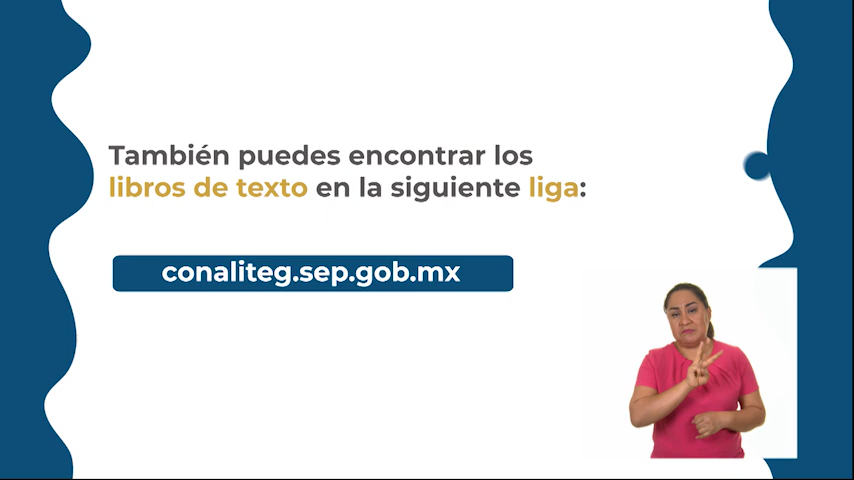 También puedes encontrar los
libros de texto en la siguiente liga:
conaliteg.sep.gob.mx